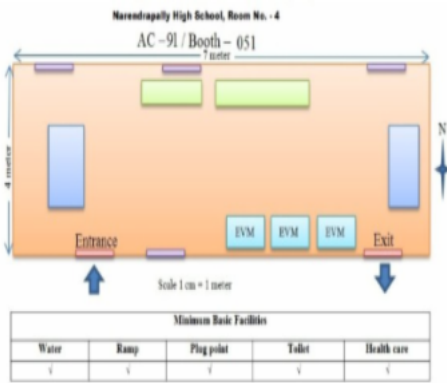 Narendrapally High School, Room No. - 4
AC –91 / Booth – 051
7 meter
4 meter
N
EVM EVM EVM
Entrance Exit
Scale 1 cm = 1 meter
Minimum Basic Facilities
Water Ramp Plug point Toilet Health care
√ √ √ √ √